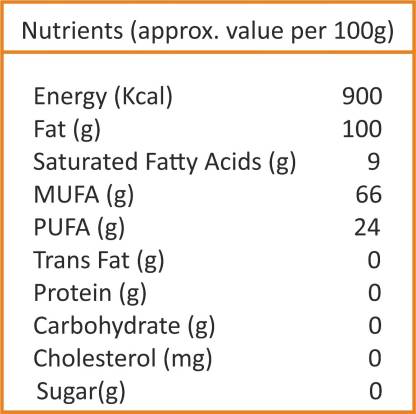 Nutrients (approx. value per 100g)
Energy (Kcal) 900
Fat (g) 100
Saturated Fatty Acids (g) 9
MUFA (g) 66
PUFA (g) 24
Trans Fat (g) 0
Protein (g) 0
Carbohydrate (g) 0
Cholesterol (mg) 0
Sugar(g) 0